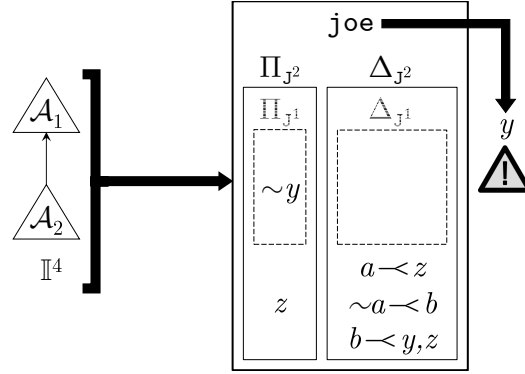 joe
Π_J² Δ_J²
Π_J¹ Δ_J¹
𝒜₁
y
!
∼y
𝒜₂
𝕀⁴
a ⤙ z
z
∼a ⤙ b
b ⤙ y,z